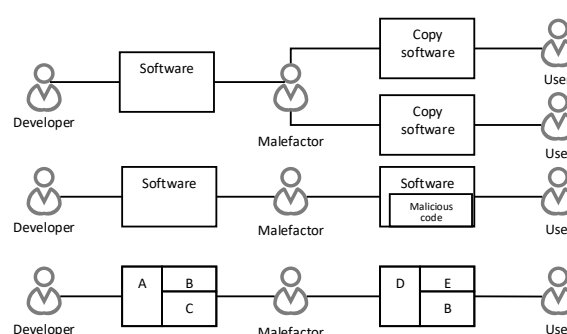 Copy
software
Software
User
Developer
Malefactor
Copy
software
User
Software
Software
Malicious
code
Developer
Malefactor
User
A
B
D
E
C
B
Developer
Malefactor
User